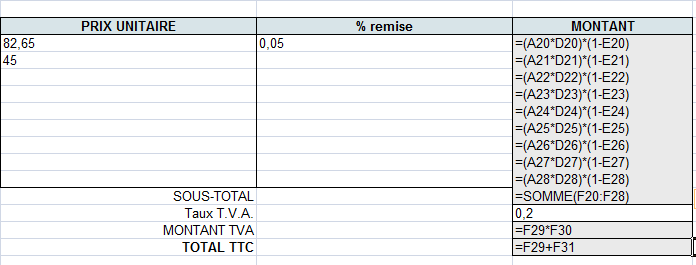 PRIX UNITAIRE % remise MONTANT
82,65 0,05 =(A20*D20)*(1-E20)
45 =(A21*D21)*(1-E21)
=(A22*D22)*(1-E22)
=(A23*D23)*(1-E23)
=(A24*D24)*(1-E24)
=(A25*D25)*(1-E25)
=(A26*D26)*(1-E26)
=(A27*D27)*(1-E27)
=(A28*D28)*(1-E28)
SOUS-TOTAL =SOMME(F20:F28)
Taux T.V.A. 0,2
MONTANT TVA =F29*F30
TOTAL TTC =F29+F31